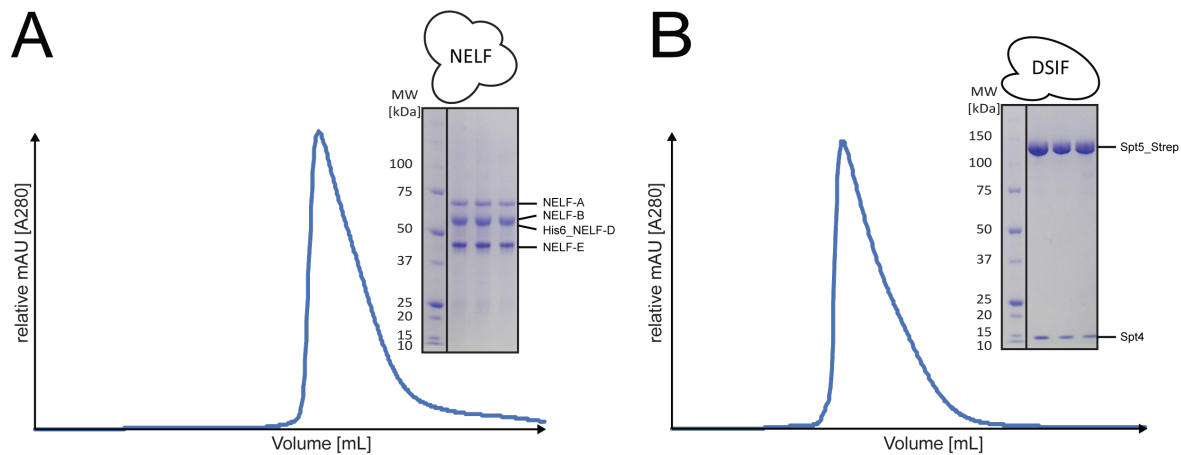 A
NELF
MW
[kDa]
100
75
50
37
25
20
15
10
NELF-A
NELF-B
His6_NELF-D
NELF-E
relative mAU [A280]
Volume [mL]
B
DSIF
MW
[kDa]
150
100
75
50
37
25
20
15
10
Spt5_Strep
Spt4
relative mAU [A280]
Volume [mL]